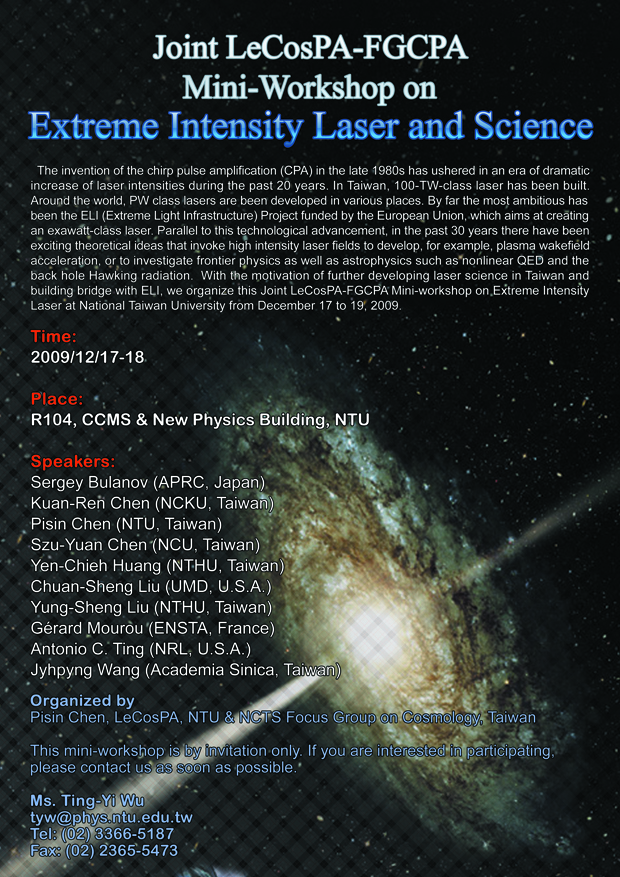 Joint LeCosPA-FGCPA
Mini-Workshop on
Extreme Intensity Laser and Science
The invention of the chirp pulse amplification (CPA) in the late 1980s has ushered in an era of dramatic
increase of laser intensities during the past 20 years. In Taiwan, 100-TW-class laser has been built.
Around the world, PW class lasers are been developed in various places. By far the most ambitious has
been the ELI (Extreme Light Infrastructure) Project funded by the European Union, which aims at creating
an exawatt-class laser. Parallel to this technological advancement, in the past 30 years there have been
exciting theoretical ideas that invoke high intensity laser fields to develop, for example, plasma wakefield
acceleration, or to investigate frontier physics as well as astrophysics such as nonlinear QED and the
back hole Hawking radiation. With the motivation of further developing laser science in Taiwan and
building bridge with ELI, we organize this Joint LeCosPA-FGCPA Mini-workshop on Extreme Intensity
Laser at National Taiwan University from December 17 to 19, 2009.
Time:
2009/12/17-18
Place:
R104, CCMS & New Physics Building, NTU
Speakers:
Sergey Bulanov (APRC, Japan)
Kuan-Ren Chen (NCKU, Taiwan)
Pisin Chen (NTU, Taiwan)
Szu-Yuan Chen (NCU, Taiwan)
Yen-Chieh Huang (NTHU, Taiwan)
Chuan-Sheng Liu (UMD, U.S.A.)
Yung-Sheng Liu (NTHU, Taiwan)
Gérard Mourou (ENSTA, France)
Antonio C. Ting (NRL, U.S.A.)
Jyhpyng Wang (Academia Sinica, Taiwan)
Organized by
Pisin Chen, LeCosPA, NTU & NCTS Focus Group on Cosmology, Taiwan
This mini-workshop is by invitation only. If you are interested in participating,
please contact us as soon as possible.
Ms. Ting-Yi Wu
tyw@phys.ntu.edu.tw
Tel: (02) 3366-5187
Fax: (02) 2365-5473